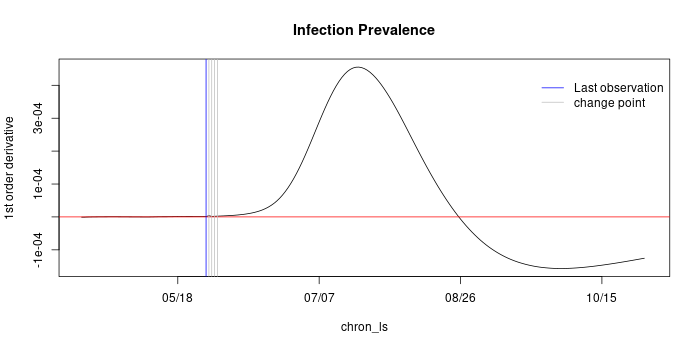 Infection Prevalence
1st order derivative
3e-04
1e-04
-1e-04
Last observation
change point
05/18
07/07
08/26
10/15
chron_ls